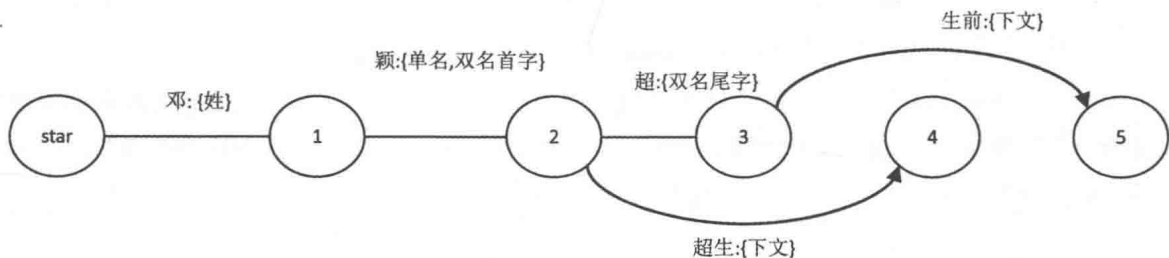 生前:{下文}
颖:{单名,双名首字}
超:{双名尾字}
邓: {姓}
star 1 2 3 4 5
超生:{下文}